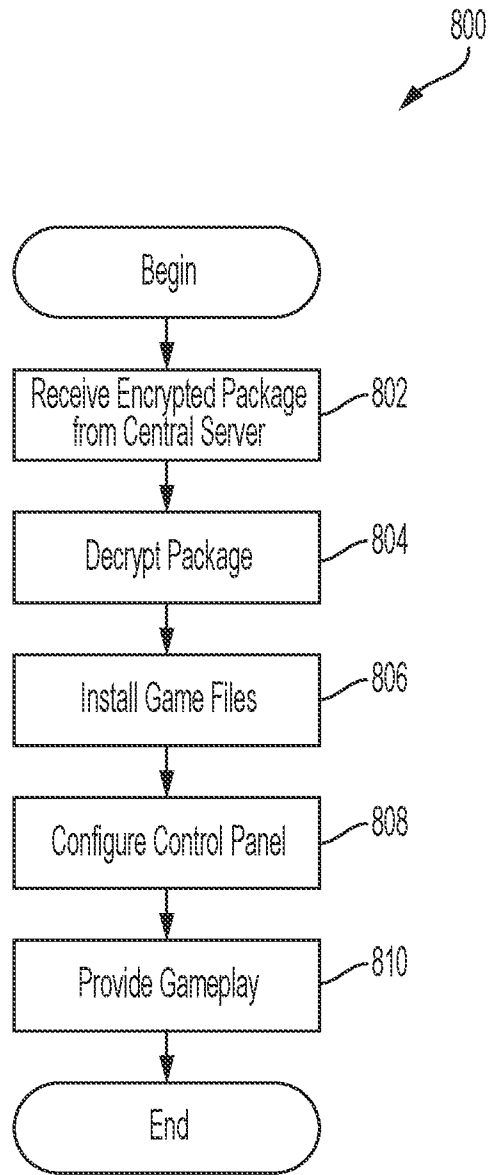 800
Begin
Receive Encrypted Package
from Central Server
802
Decrypt Package
804
Install Game Files
806
Configure Control Panel
808
Provide Gameplay
810
End